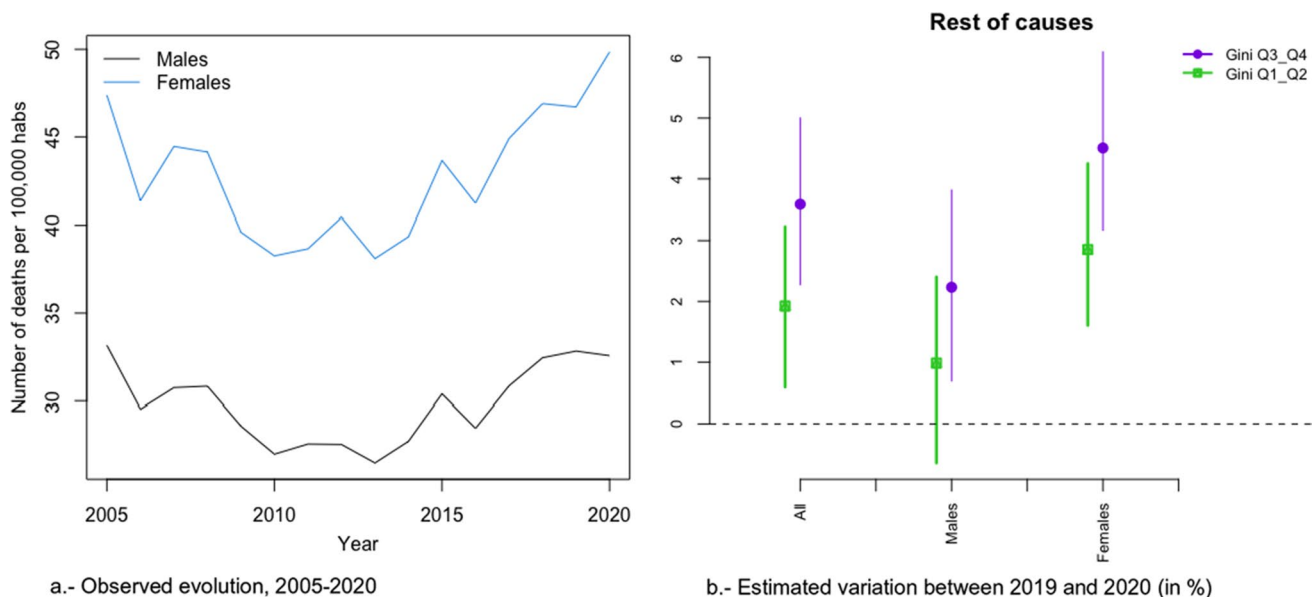 50
45
40
35
30
Number of deaths per 100,000 habs
Males
Females
2005 2010 2015 2020
Year
a.- Observed evolution, 2005-2020
Rest of causes
Gini Q3_Q4
Gini Q1_Q2
6
5
4
3
2
1
0
All
Males
Females
b.- Estimated variation between 2019 and 2020 (in %)